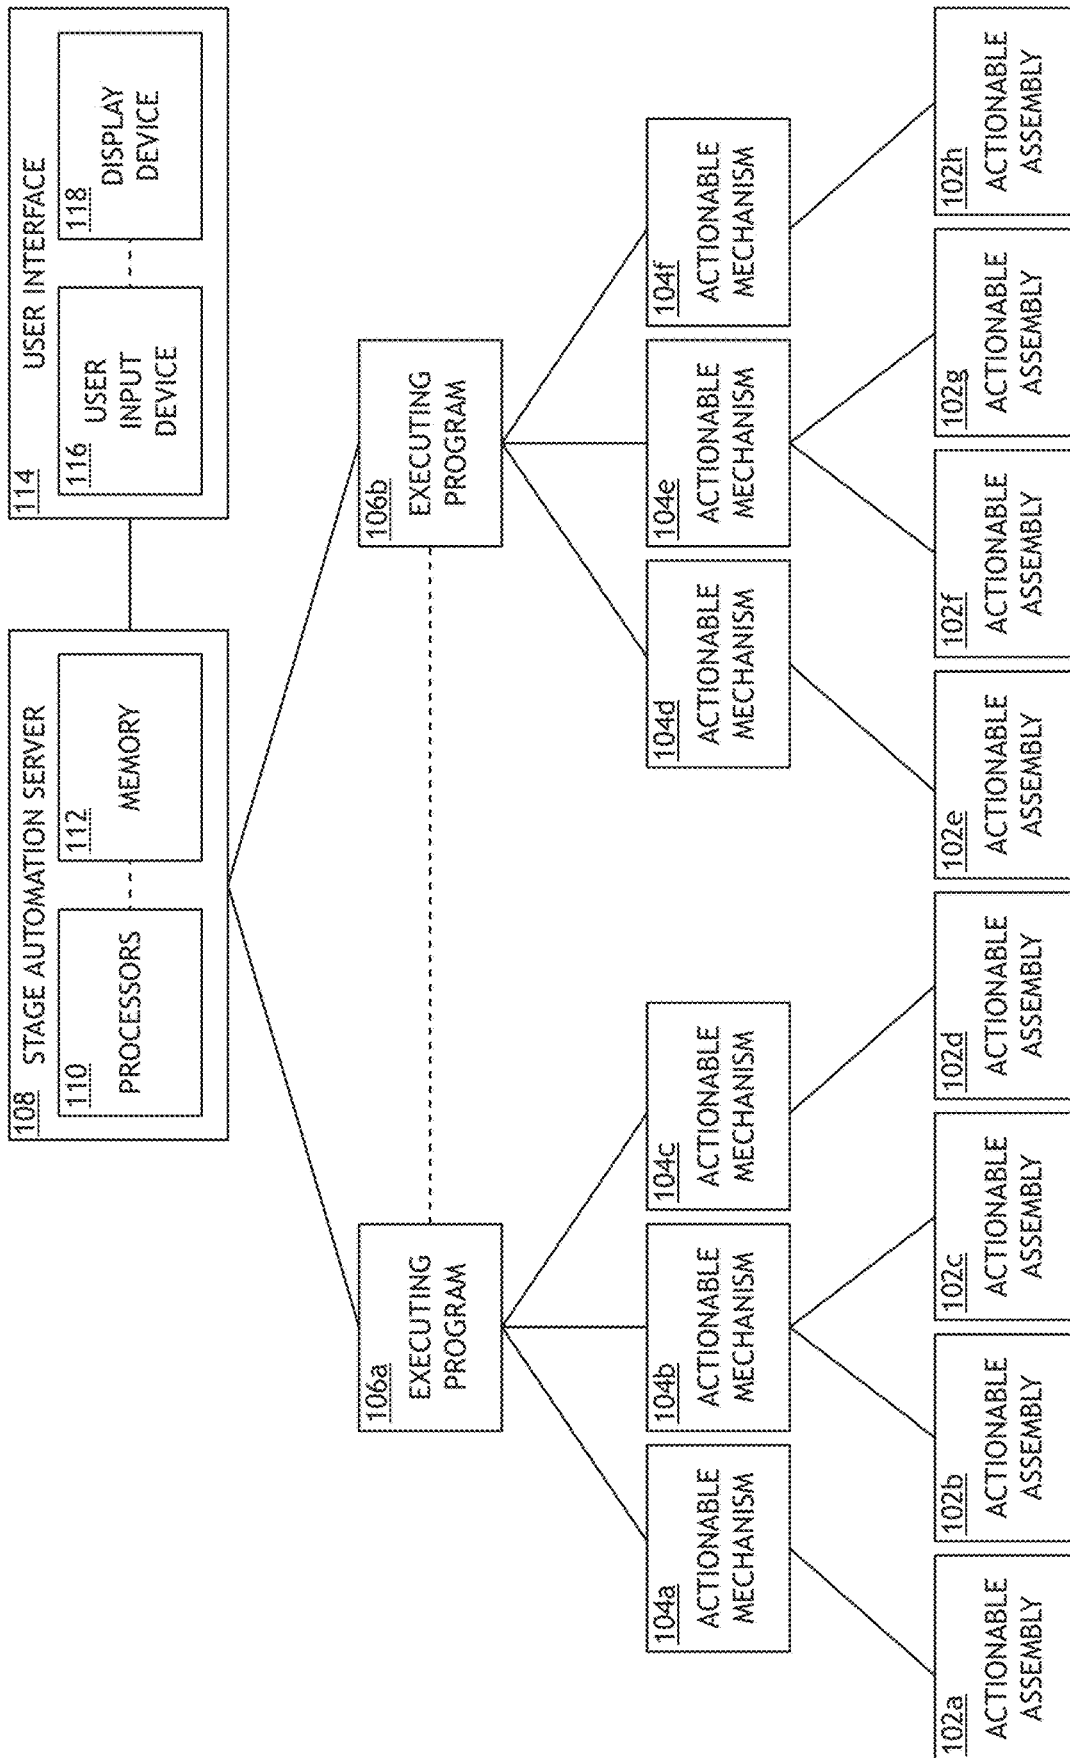 108 STAGE AUTOMATION SERVER
110
PROCESSORS
112
MEMORY
114 USER INTERFACE
116
USER
INPUT
DEVICE
118
DISPLAY
DEVICE
106a
EXECUTING
PROGRAM
106b
EXECUTING
PROGRAM
104a
ACTIONABLE
MECHANISM
104b
ACTIONABLE
MECHANISM
104c
ACTIONABLE
MECHANISM
104d
ACTIONABLE
MECHANISM
104e
ACTIONABLE
MECHANISM
104f
ACTIONABLE
MECHANISM
102a
ACTIONABLE
ASSEMBLY
102b
ACTIONABLE
ASSEMBLY
102c
ACTIONABLE
ASSEMBLY
102d
ACTIONABLE
ASSEMBLY
102e
ACTIONABLE
ASSEMBLY
102f
ACTIONABLE
ASSEMBLY
102g
ACTIONABLE
ASSEMBLY
102h
ACTIONABLE
ASSEMBLY